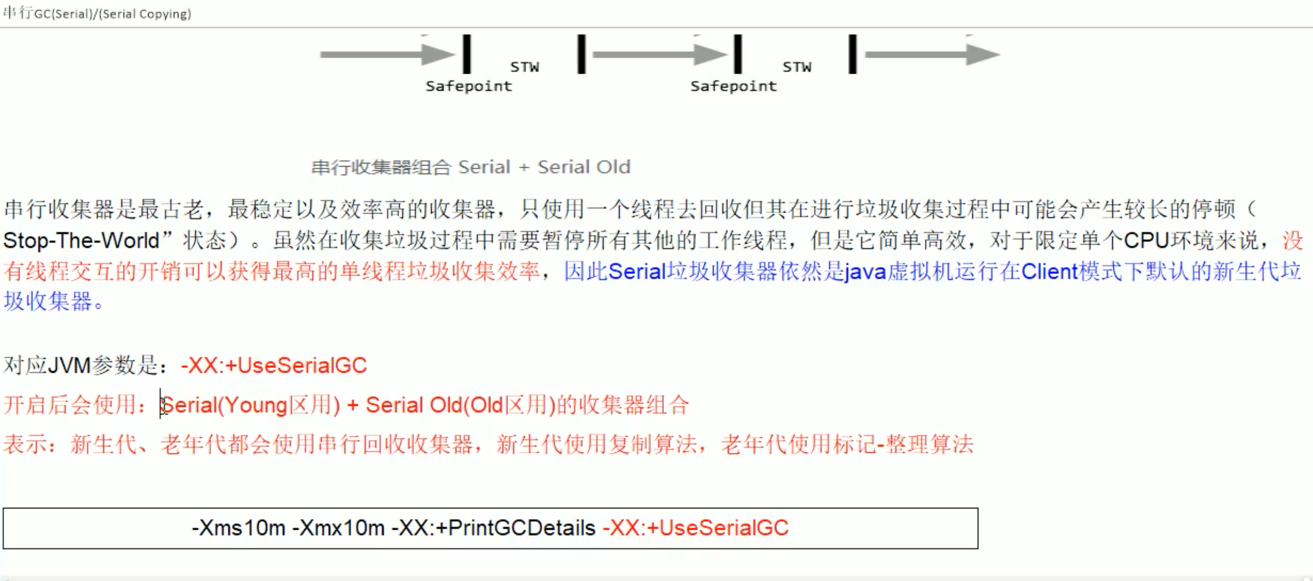 串行GC(Serial)/(Serial Copying)
STW STW
Safepoint Safepoint
串行收集器组合 Serial + Serial Old
串行收集器是最古老，最稳定以及效率高的收集器，只使用一个线程去回收但其在进行垃圾收集过程中可能会产生较长的停顿（
Stop-The-World”状态）。虽然在收集垃圾过程中需要暂停所有其他的工作线程，但是它简单高效，对于限定单个CPU环境来说，没
有线程交互的开销可以获得最高的单线程垃圾收集效率，因此Serial垃圾收集器依然是java虚拟机运行在Client模式下默认的新生代垃
圾收集器。
对应JVM参数是：-XX:+UseSerialGC
开启后会使用：Serial(Young区用) + Serial Old(Old区用)的收集器组合
表示：新生代、老年代都会使用串行回收收集器，新生代使用复制算法，老年代使用标记-整理算法
-Xms10m -Xmx10m -XX:+PrintGCDetails -XX:+UseSerialGC